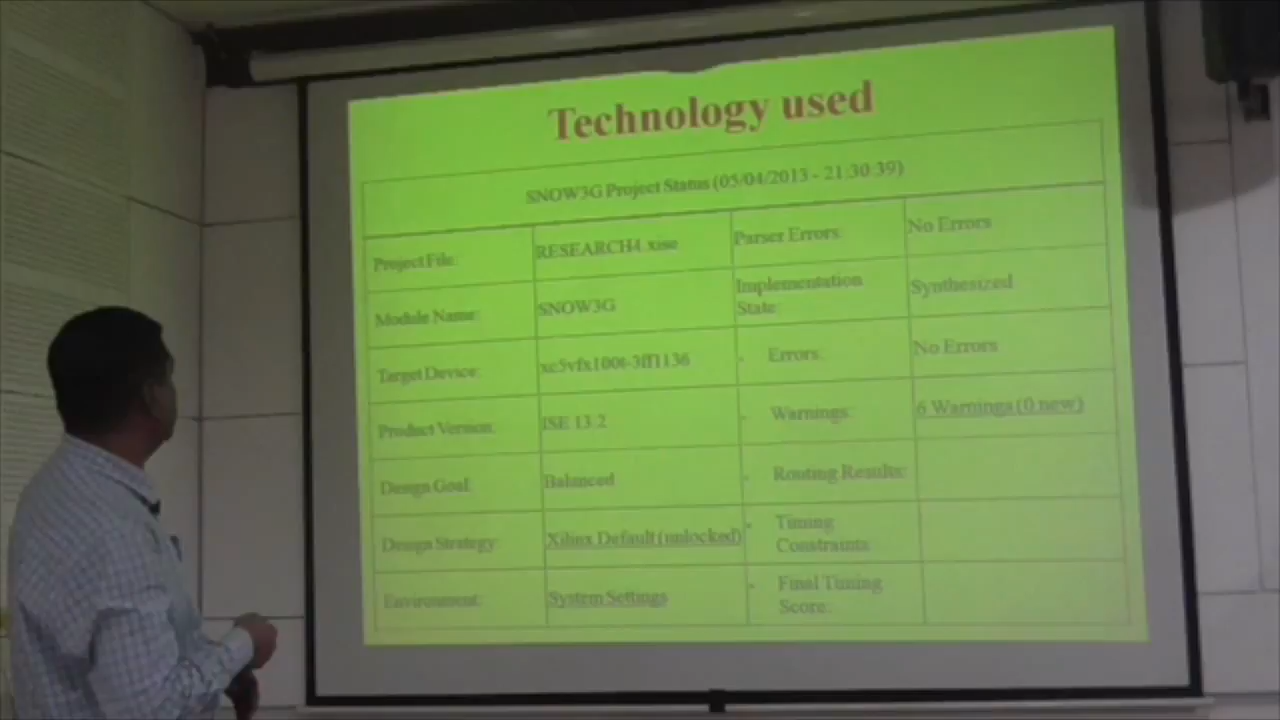 Technology used
SNOW3G Project Status (05/04/2013 - 21:30:39)
Project File: RESEARCH4.xise Parser Errors: No Errors
Module Name: SNOW3G Implementation State: Synthesized
Target Device: xc5vfx100t-3ff1136 • Errors: No Errors
Product Version: ISE 13.2 • Warnings: 6 Warnings (0 new)
Design Goal: Balanced • Routing Results:
Design Strategy: Xilinx Default (unlocked) • Timing Constraints:
Environment: System Settings • Final Timing Score: